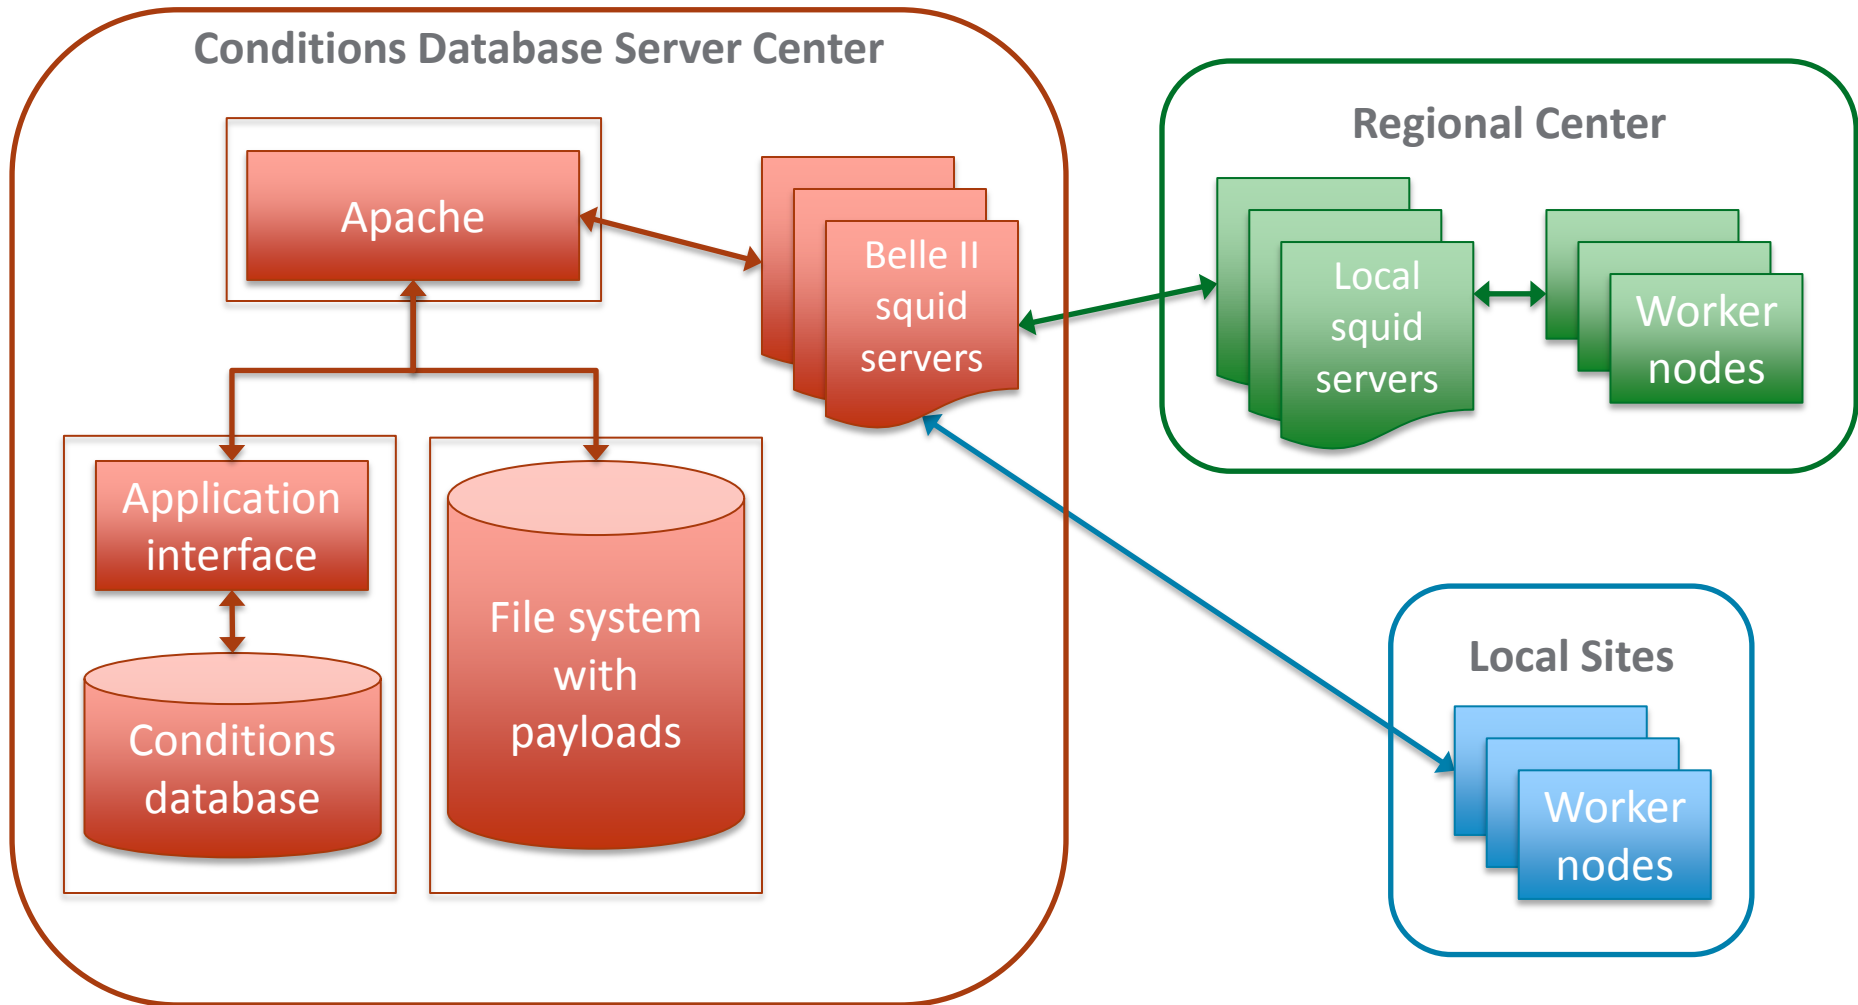 Conditions Database Server Center
Apache
Belle II
squid
servers
Application
interface
Conditions
database
File system
with
payloads
Regional Center
Local
squid
servers
Worker
nodes
Local Sites
Worker
nodes